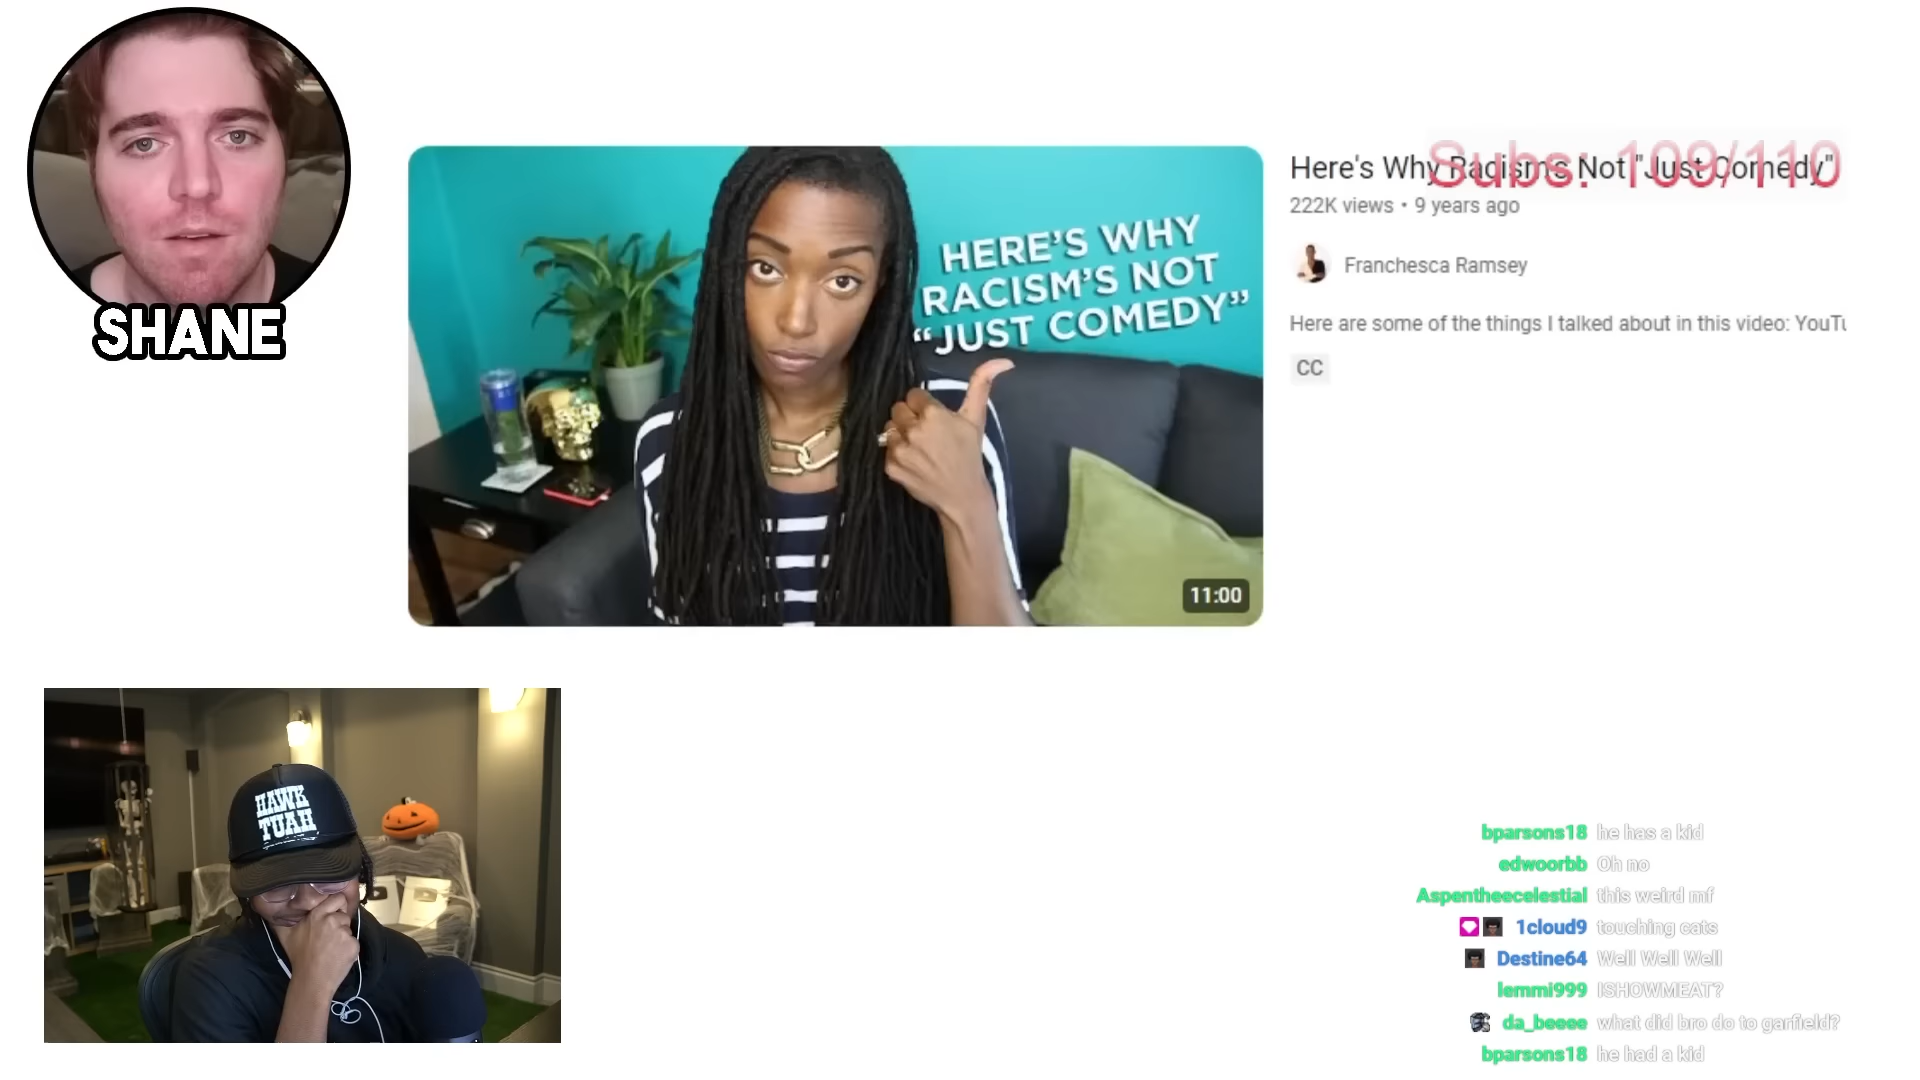 SHANE
HERE'S WHY
RACISM'S NOT
"JUST COMEDY"
11:00
Here's Why Racism's Not "Just Comedy"
Subs: 109/110
222K views • 9 years ago
Franchesca Ramsey
Here are some of the things I talked about in this video: YouTu
CC
HAWK
TUAH
bparsons18 he has a kid
edwoorbb Oh no
Aspentheecelestial this weird mf
1cloud9 touching cats
Destine64 Well Well Well
lemmi999 ISHOWMEAT?
da_beeee what did bro do to garfield?
bparsons18 he had a kid